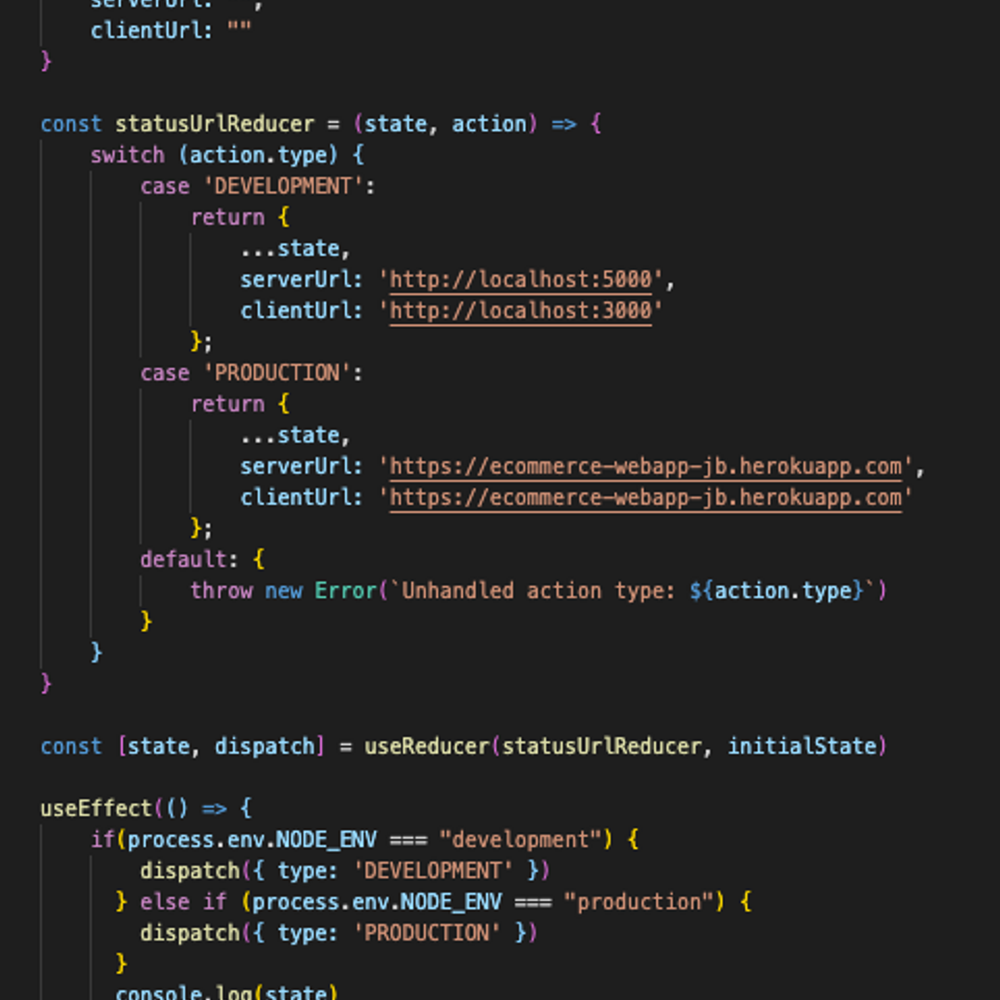 serverUrl: "",
clientUrl: ""
}
const statusUrlReducer = (state, action) => {
switch (action.type) {
case 'DEVELOPMENT':
return {
...state,
serverUrl: 'http://localhost:5000',
clientUrl: 'http://localhost:3000'
};
case 'PRODUCTION':
return {
...state,
serverUrl: 'https://ecommerce-webapp-jb.herokuapp.com',
clientUrl: 'https://ecommerce-webapp-jb.herokuapp.com'
};
default: {
throw new Error(`Unhandled action type: ${action.type}`)
}
}
}
const [state, dispatch] = useReducer(statusUrlReducer, initialState)
useEffect(() => {
if(process.env.NODE_ENV === "development") {
dispatch({ type: 'DEVELOPMENT' })
} else if (process.env.NODE_ENV === "production") {
dispatch({ type: 'PRODUCTION' })
}
console.log(state)